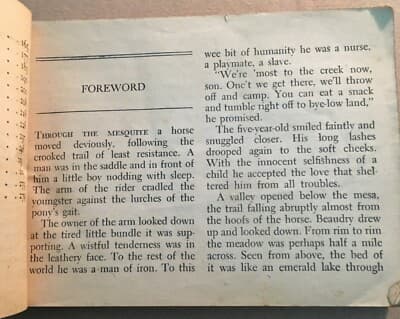 FOREWORD
THROUGH THE MESQUITE a horse
moved deviously, following the
crooked trail of least resistance. A
man was in the saddle and in front of
him a little boy nodding with sleep.
The arm of the rider cradled the
youngster against the lurches of the
pony's gait.
The owner of the arm looked down
at the tired little bundle it was sup-
porting. A wistful tenderness was in
the leathery face. To the rest of the
world he was a man of iron. To this
wee bit of humanity he was a nurse,
a playmate, a slave.
"We're 'most to the creek now,
son. One't we get there, we'll throw
off and camp. You can eat a snack
and tumble right off to bye-low land,"
he promised.
The five-year-old smiled faintly and
snuggled closer. His long lashes
drooped again to the soft cheeks.
With the innocent selfishness of a
child he accepted the love that shel-
tered him from all troubles.
A valley opened below the mesa,
the trail falling abruptly almost from
the hoofs of the horse. Beaudry drew
up and looked down. From rim to rim
the meadow was perhaps half a mile
across. Seen from above, the bed of
it was like an emerald lake through